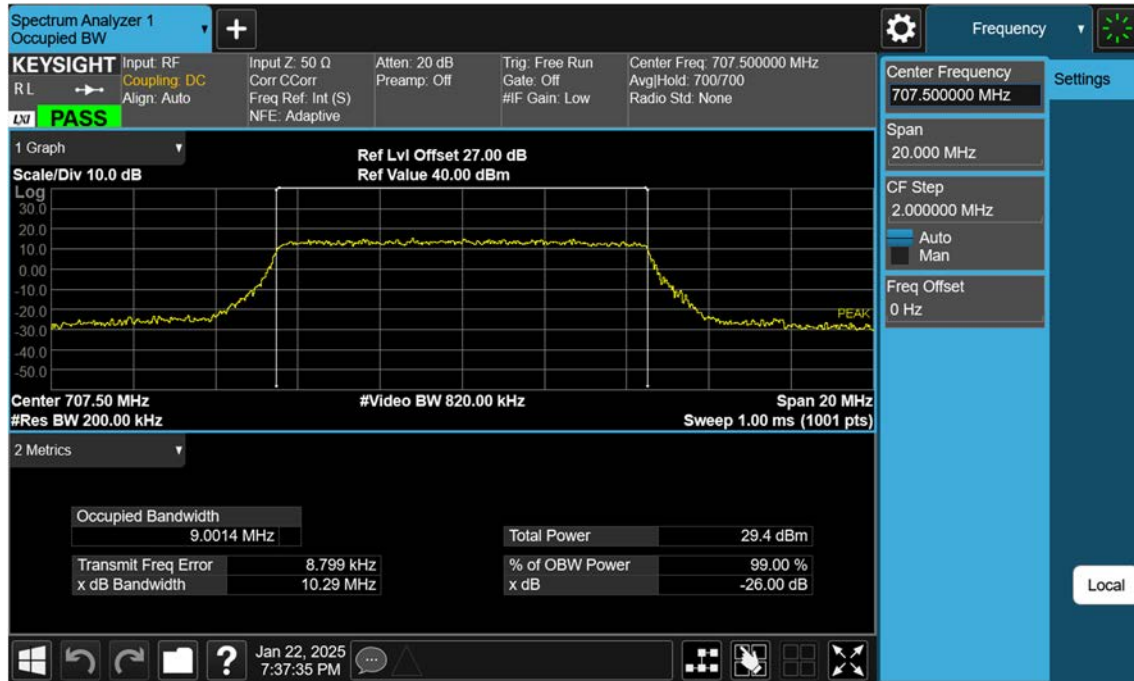 Spectrum Analyzer 1
Occupied BW
Frequency
KEYSIGHT
RL
LXI
PASS
Input: RF
Coupling: DC
Align: Auto
Input Z: 50 Ω
Corr CCorr
Freq Ref: Int (S)
NFE: Adaptive
Atten: 20 dB
Preamp: Off
Trig: Free Run
Gate: Off
#IF Gain: Low
Center Freq: 707.500000 MHz
Avg|Hold: 700/700
Radio Std: None
1 Graph
Scale/Div 10.0 dB
Ref Lvl Offset 27.00 dB
Ref Value 40.00 dBm
Log
30.0
20.0
10.0
0.00
-10.0
-20.0
-30.0
-40.0
-50.0
PEAK
Center 707.50 MHz
#Video BW 820.00 kHz
Span 20 MHz
#Res BW 200.00 kHz
Sweep 1.00 ms (1001 pts)
2 Metrics
Occupied Bandwidth
9.0014 MHz
Total Power 29.4 dBm
Transmit Freq Error 8.799 kHz
% of OBW Power 99.00 %
x dB Bandwidth 10.29 MHz
x dB -26.00 dB
Center Frequency
707.500000 MHz
Settings
Span
20.000 MHz
CF Step
2.000000 MHz
Auto
Man
Freq Offset
0 Hz
Local
?
Jan 22, 2025
7:37:35 PM